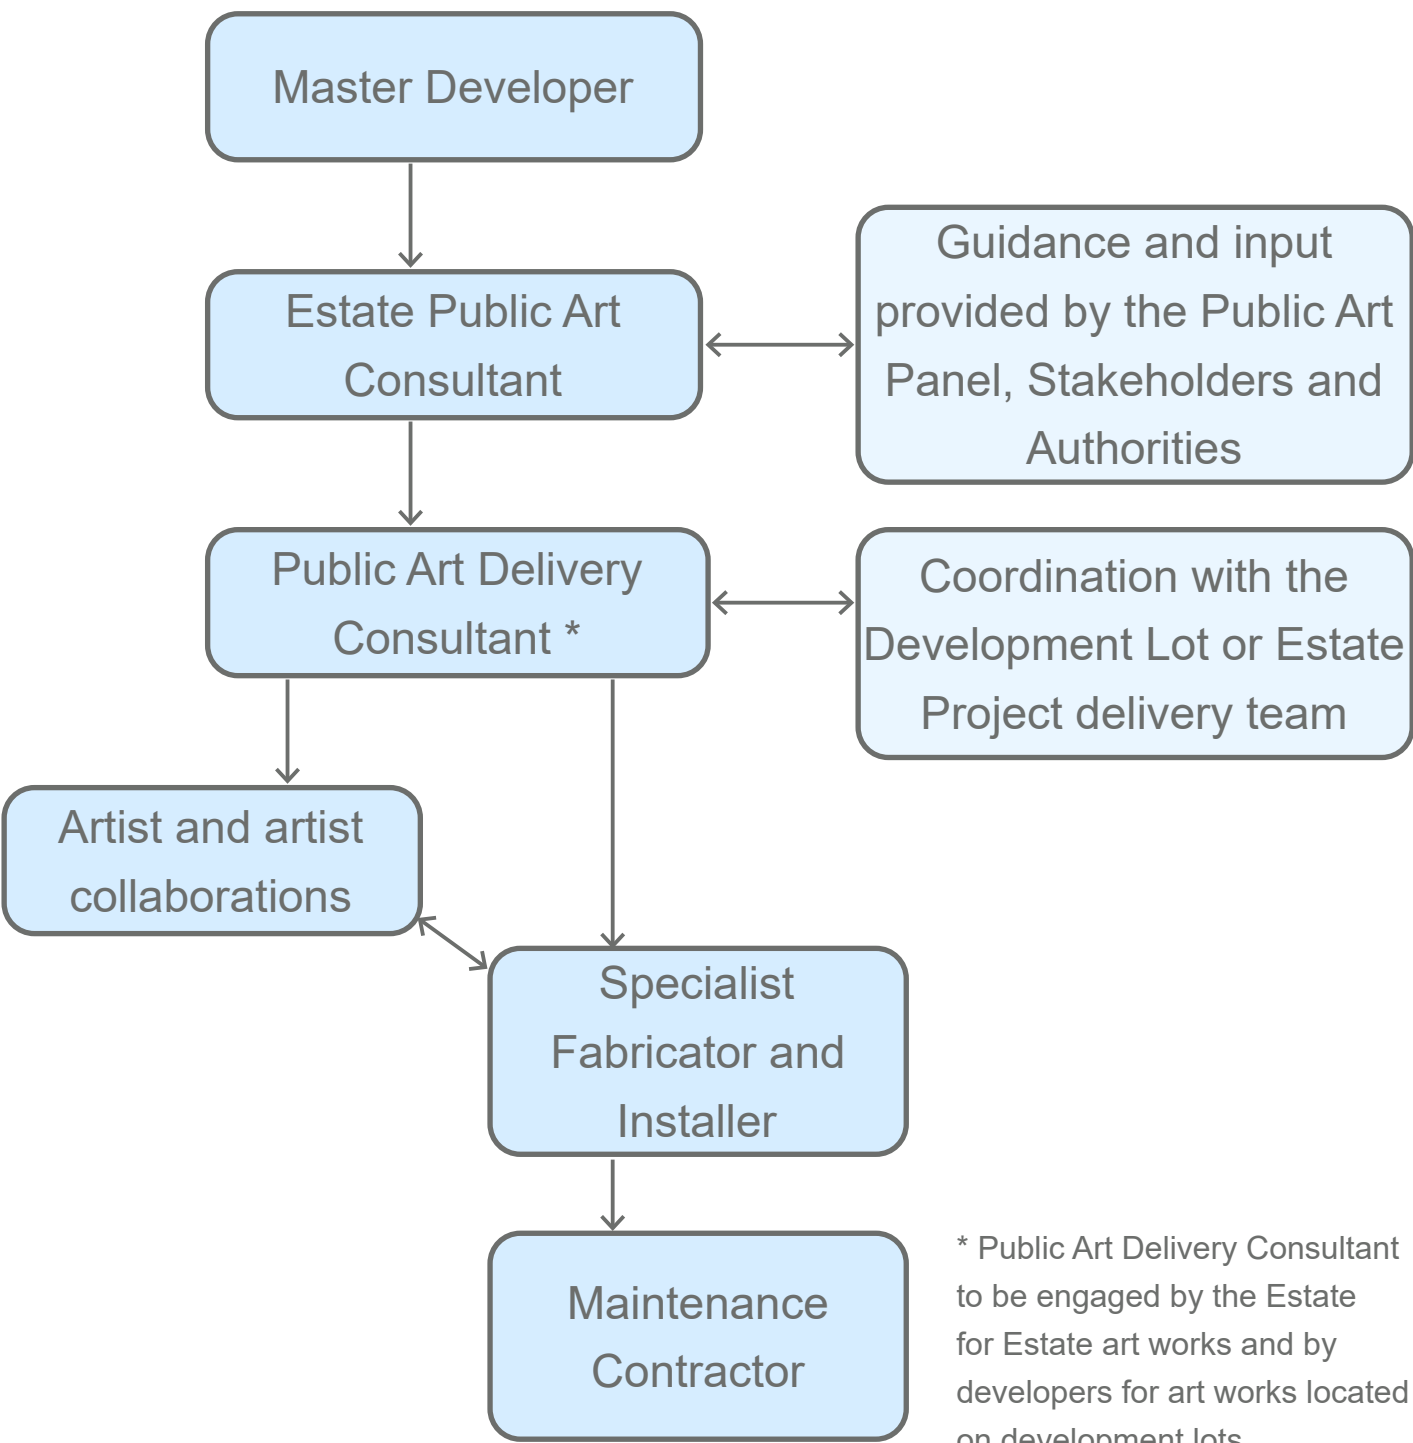 Master Developer
Estate Public Art
Consultant
Guidance and input
provided by the Public Art
Panel, Stakeholders and
Authorities
Public Art Delivery
Consultant *
Coordination with the
Development Lot or Estate
Project delivery team
Artist and artist
collaborations
Specialist
Fabricator and
Installer
Maintenance
Contractor
* Public Art Delivery Consultant
to be engaged by the Estate
for Estate art works and by
developers for art works located
on development lots